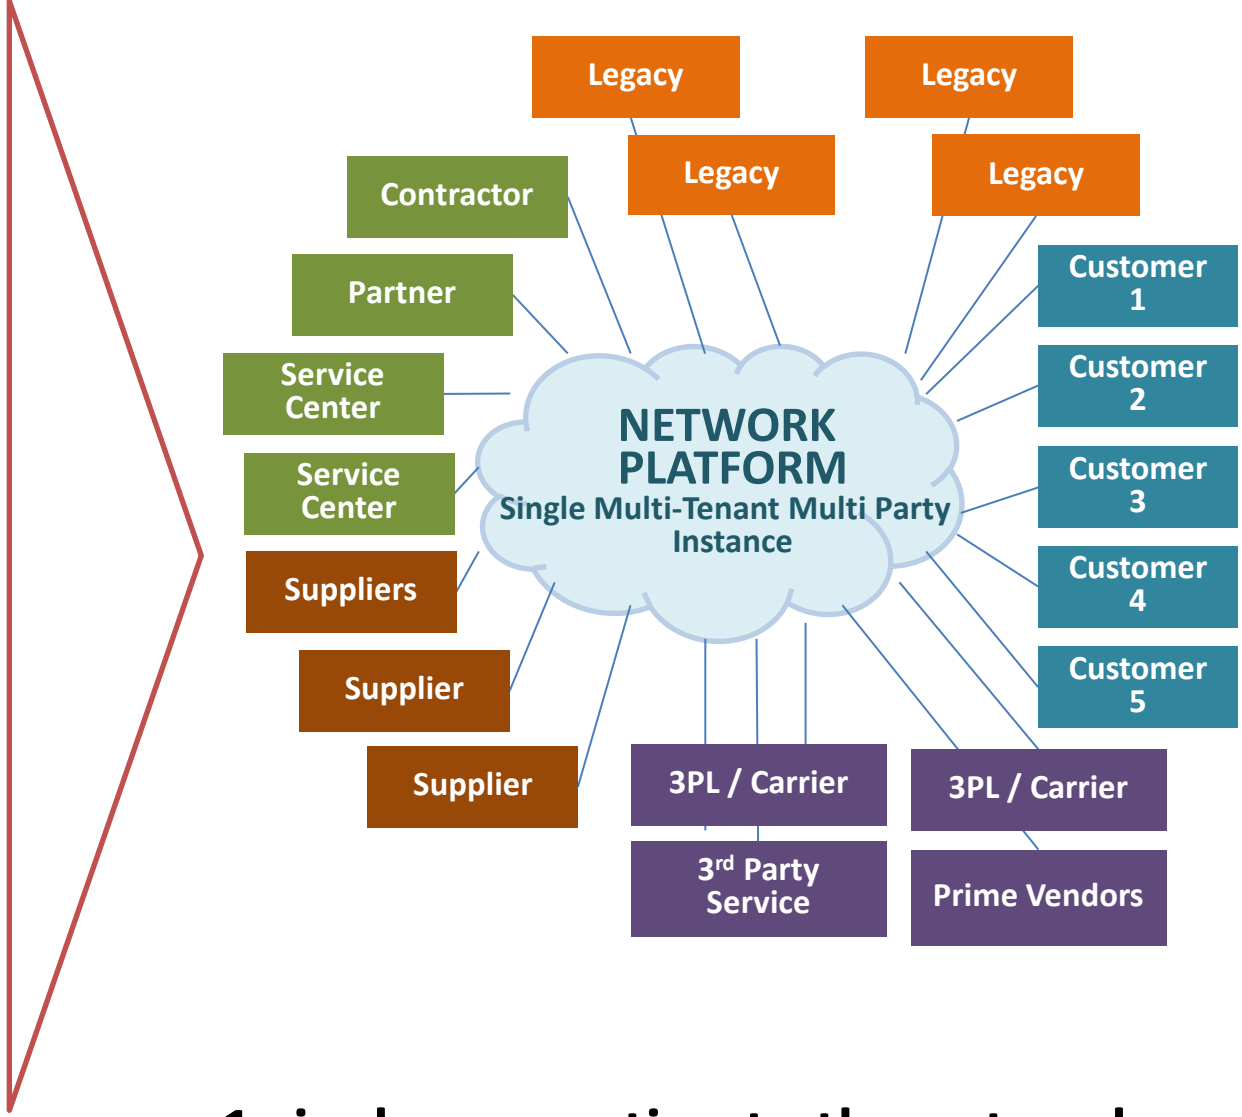 Legacy
Legacy
Legacy
Legacy
Contractor
Partner
Service
Center
Service
Center
Suppliers
Supplier
Supplier
NETWORK
PLATFORM
Single Multi-Tenant Multi Party
Instance
Customer
1
Customer
2
Customer
3
Customer
4
Customer
5
3PL / Carrier
3PL / Carrier
3rd Party
Service
Prime Vendors